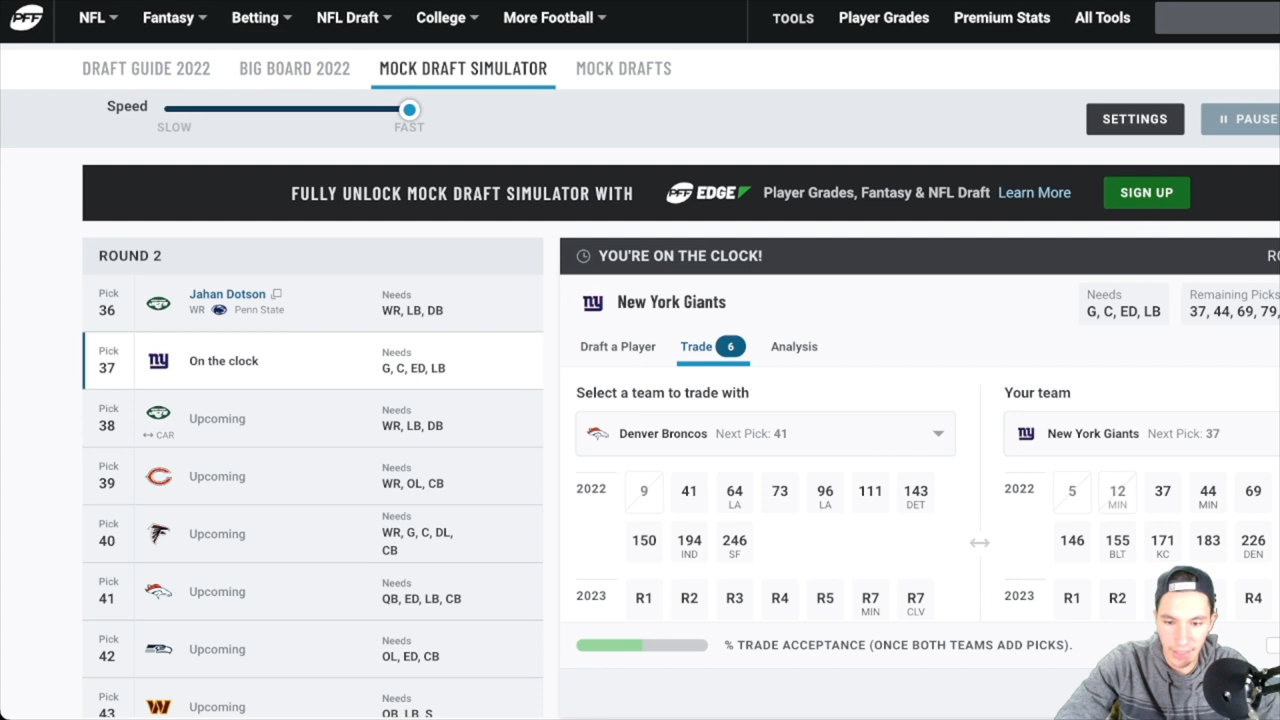 PFF NFL Fantasy Betting NFL Draft College More Football TOOLS Player Grades Premium Stats All Tools
DRAFT GUIDE 2022 BIG BOARD 2022 MOCK DRAFT SIMULATOR MOCK DRAFTS
Speed
SLOW FAST
SETTINGS PAUSE
FULLY UNLOCK MOCK DRAFT SIMULATOR WITH PFF EDGE Player Grades, Fantasy & NFL Draft Learn More SIGN UP
ROUND 2
Pick 36
Jahan Dotson
WR Penn State
Needs
WR, LB, DB
Pick 37
ny
On the clock
Needs
G, C, ED, LB
Pick 38
↔ CAR
Upcoming
Needs
WR, LB, DB
Pick 39
Upcoming
Needs
WR, OL, CB
Pick 40
Upcoming
Needs
WR, G, C, DL,
CB
Pick 41
Upcoming
Needs
QB, ED, LB, CB
Pick 42
Upcoming
Needs
OL, ED, CB
Pick 43
W
Upcoming
Needs
QB, LB, S
YOU'RE ON THE CLOCK!
ny New York Giants
Needs
G, C, ED, LB
Remaining Picks
37, 44, 69, 79,
Draft a Player Trade 6 Analysis
Select a team to trade with
Denver Broncos Next Pick: 41
2022 9 41 64 73 96 111 143
LA LA DET
150 194 246
IND SF
2023 R1 R2 R3 R4 R5 R7 R7
MIN CLV
Your team
ny New York Giants Next Pick: 37
2022 5 12 37 44 69
MIN MIN
146 155 171 183 226
BLT KC DEN
2023 R1 R2 R4
% TRADE ACCEPTANCE (ONCE BOTH TEAMS ADD PICKS).